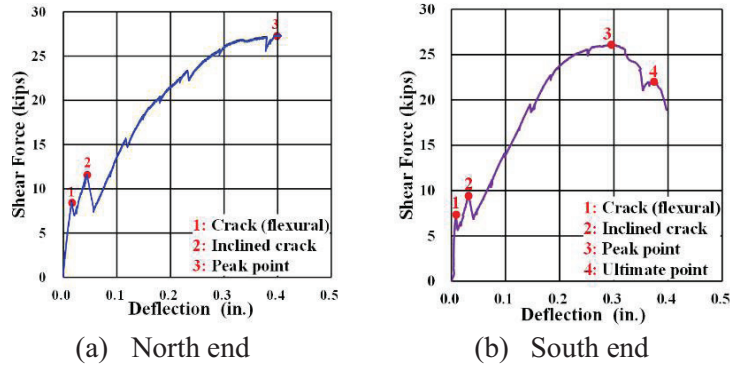 30
25
20
15
10
5
0
Shear Force (kips)
0.0 0.1 0.2 0.3 0.4 0.5
Deflection (in.)
1
2
3
1: Crack (flexural)
2: Inclined crack
3: Peak point
(a) North end
30
25
20
15
10
5
0
Shear Force (kips)
0.0 0.1 0.2 0.3 0.4 0.5
Deflection (in.)
1
2
3
4
1: Crack (flexural)
2: Inclined crack
3: Peak point
4: Ultimate point
(b) South end